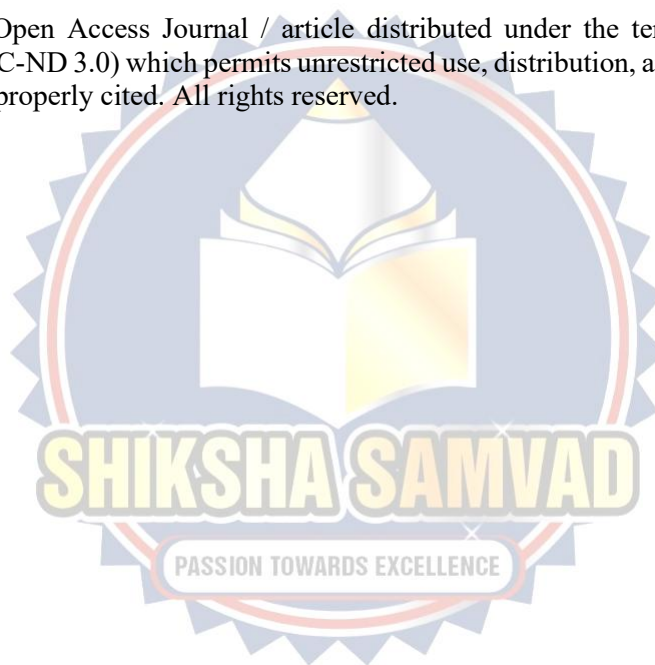 Open Access Journal / article distributed under the ter
C-ND 3.0) which permits unrestricted use, distribution, a
properly cited. All rights reserved.
SHIKSHA SAMVAD
PASSION TOWARDS EXCELLENCE